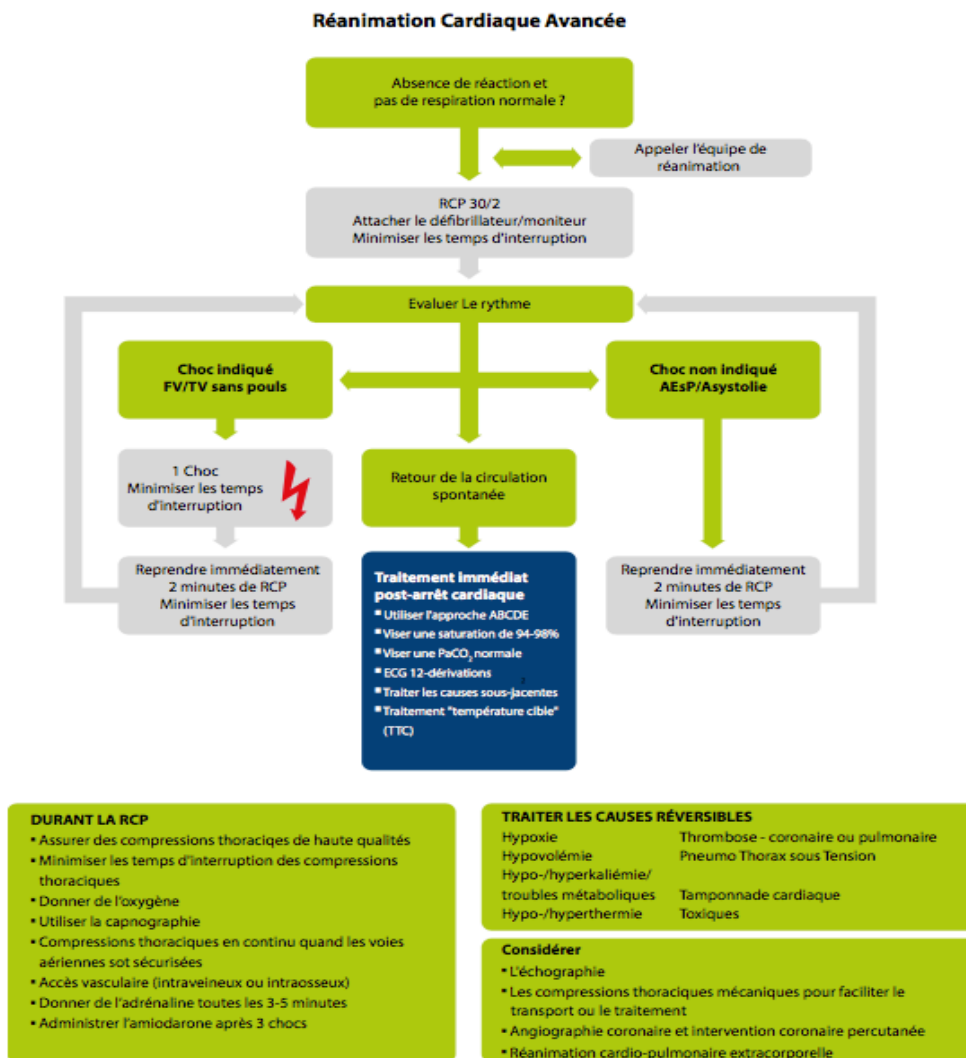 Réanimation Cardiaque Avancée
Absence de réaction et
pas de respiration normale ?
Appeler l'équipe de
réanimation
RCP 30/2
Attacher le défibrillateur/moniteur
Minimiser les temps d'interruption
Evaluer Le rythme
Choc indiqué
FV/TV sans pouls
Choc non indiqué
AEsP/Asystolie
1 Choc
Minimiser les temps
d'interruption
Retour de la circulation
spontanée
Reprendre immédiatement
2 minutes de RCP
Minimiser les temps
d'interruption
Traitement immédiat
post-arrêt cardiaque
▪ Utiliser l'approche ABCDE
▪ Viser une saturation de 94-98%
▪ Viser une PaCO2 normale
▪ ECG 12-dérivations
▪ Traiter les causes sous-jacentes
▪ Traitement "température cible"
(TTC)
Reprendre immédiatement
2 minutes de RCP
Minimiser les temps
d'interruption
DURANT LA RCP
▪ Assurer des compressions thoraciqes de haute qualités
▪ Minimiser les temps d'interruption des compressions
thoraciques
▪ Donner de l'oxygène
▪ Utiliser la capnographie
▪ Compressions thoraciques en continu quand les voies
aériennes sot sécurisées
▪ Accès vasculaire (intraveineux ou intraosseux)
▪ Donner de l'adrénaline toutes les 3-5 minutes
▪ Administrer l'amiodarone après 3 chocs
TRAITER LES CAUSES RÉVERSIBLES
Hypoxie Thrombose - coronaire ou pulmonaire
Hypovolémie Pneumo Thorax sous Tension
Hypo-/hyperkaliémie/
troubles métaboliques Tamponnade cardiaque
Hypo-/hyperthermie Toxiques
Considérer
▪ L'échographie
▪ Les compressions thoraciques mécaniques pour faciliter le
transport ou le traitement
▪ Angiographie coronaire et intervention coronaire percutanée
▪ Réanimation cardio-pulmonaire extracorporelle